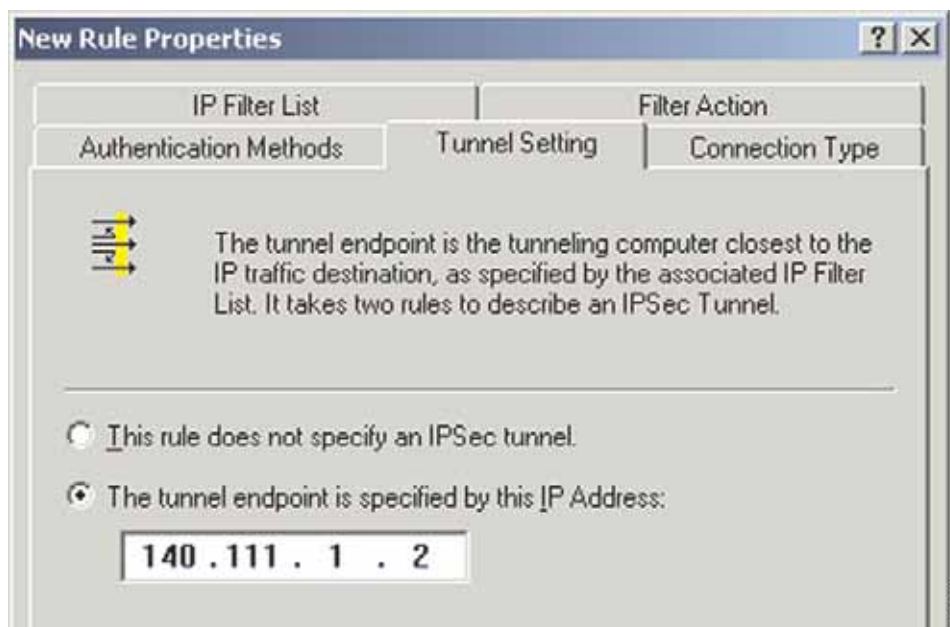 New Rule Properties
IP Filter List
Filter Action
Authentication Methods
Tunnel Setting
Connection Type
The tunnel endpoint is the tunneling computer closest to the
IP traffic destination, as specified by the associated IP Filter
List. It takes two rules to describe an IPSec Tunnel.
This rule does not specify an IPSec tunnel.
The tunnel endpoint is specified by this IP Address:
140 . 111 . 1 . 2